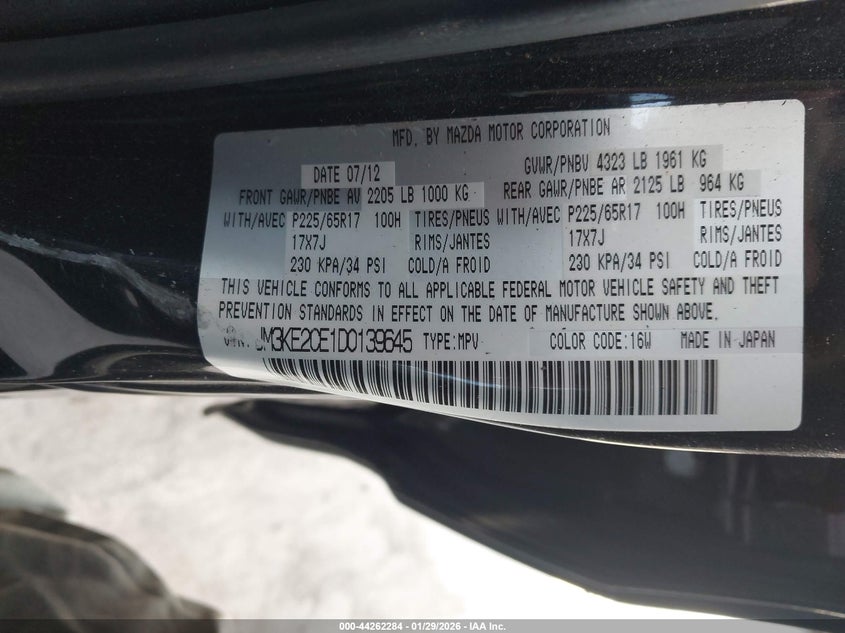 MFD. BY MAZDA MOTOR CORPORATION
DATE 07/12 GVWR/PNBV 4323 LB 1961 KG
FRONT GAWR/PNBE AV 2205 LB 1000 KG REAR GAWR/PNBE AR 2125 LB 964 KG
WITH/AVEC P225/65R17 100H TIRES/PNEUS WITH/AVEC P225/65R17 100H TIRES/PNEUS
17X7J RIMS/JANTES 17X7J RIMS/JANTES
230 KPA/34 PSI COLD/A FROID 230 KPA/34 PSI COLD/A FROID
THIS VEHICLE CONFORMS TO ALL APPLICABLE FEDERAL MOTOR VEHICLE SAFETY AND THEFT
PREVENTION STANDARDS IN EFFECT ON THE DATE OF MANUFACTURE SHOWN ABOVE.
JM3KE2CE1D0139645 TYPE:MPV COLOR CODE:16W MADE IN JAPAN
000-44262284 - 01/29/2026 - IAA Inc.